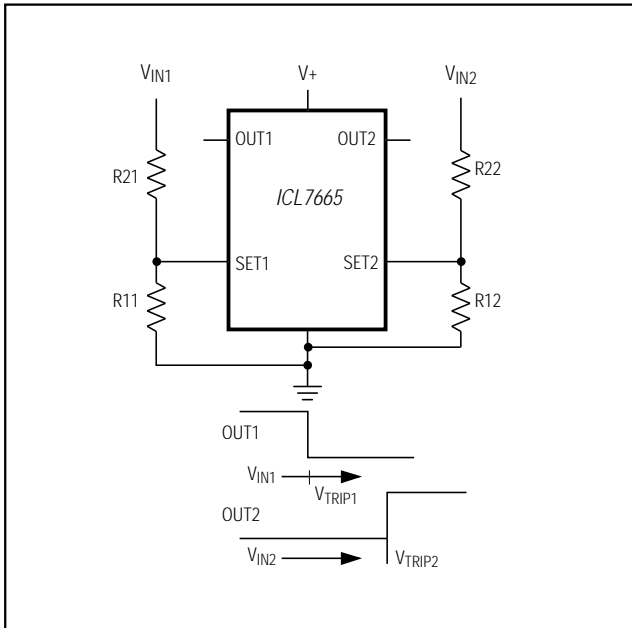 VIN1 V+ VIN2
OUT1 OUT2
R21 ICL7665 R22
SET1 SET2
R11 R12
OUT1
VIN1
VTRIP1
OUT2
VIN2 VTRIP2